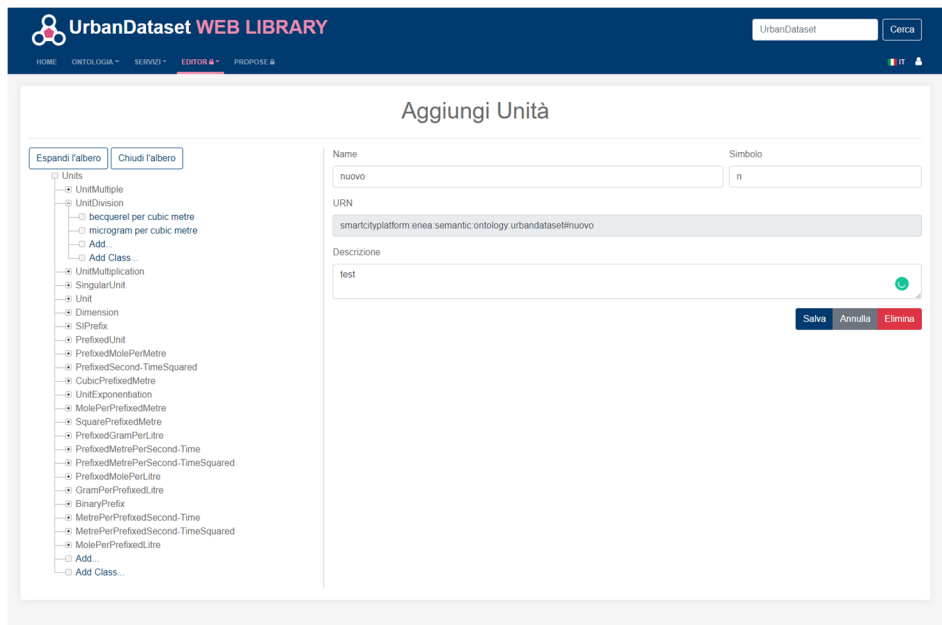 UrbanDataset WEB LIBRARY
UrbanDataset
Cerca
HOME ONTOLOGIA SERVIZI EDITOR PROPOSE
IT
Aggiungi Unità
Espandi l'albero Chiudi l'albero
Units
UnitMultiple
UnitDivision
becquerel per cubic metre
microgram per cubic metre
Add...
Add Class...
UnitMultiplication
SingularUnit
Unit
Dimension
SIPrefix
PrefixedUnit
PrefixedMolePerMetre
PrefixedSecond-TimeSquared
CubicPrefixedMetre
UnitExponentiation
MolePerPrefixedMetre
SquarePrefixedMetre
PrefixedGramPerLitre
PrefixedMetrePerSecond-Time
PrefixedMetrePerSecond-TimeSquared
PrefixedMolePerLitre
GramPerPrefixedLitre
BinaryPrefix
MetrePerPrefixedSecond-Time
MetrePerPrefixedSecond-TimeSquared
MolePerPrefixedLitre
Add...
Add Class...
Name
nuovo
Simbolo
n
URN
smartcityplatform:enea:semantic:ontology:urbandataset#nuovo
Descrizione
test
Salva Annulla Elimina